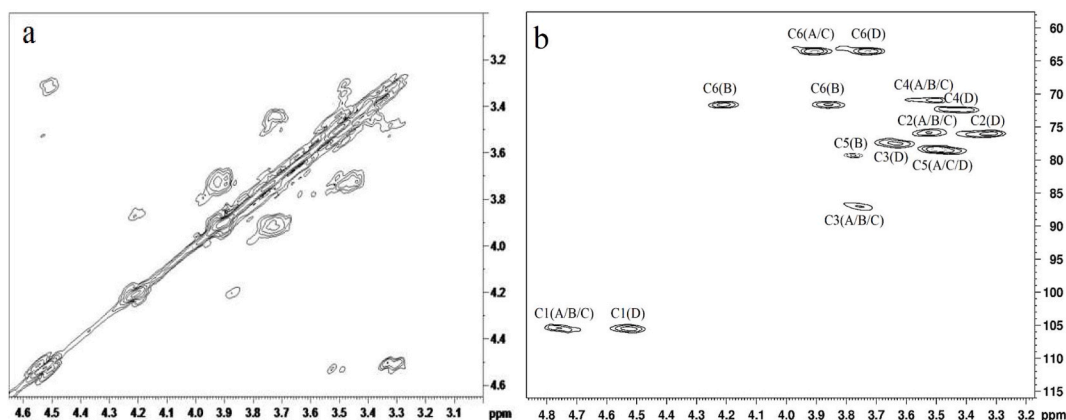 a
3.2
3.4
3.6
3.8
4.0
4.2
4.4
4.6
4.6 4.5 4.4 4.3 4.2 4.1 4.0 3.9 3.8 3.7 3.6 3.5 3.4 3.3 3.2 3.1 ppm
b
C6(A/C) C6(D)
C6(B) C6(B) C4(A/B/C)
C4(D)
C2(A/B/C) C2(D)
C5(B) C3(D)
C5(A/C/D)
C3(A/B/C)
C1(A/B/C) C1(D)
60
65
70
75
80
85
90
95
100
105
110
115
4.8 4.7 4.6 4.5 4.4 4.3 4.2 4.1 4.0 3.9 3.8 3.7 3.6 3.5 3.4 3.3 3.2 ppm